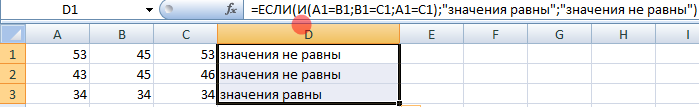 D1 fx =ЕСЛИ(И(A1=B1;B1=C1;A1=C1);"значения равны";"значения не равны")
A B C D E F G H I
1 53 45 53 значения не равны
2 43 45 46 значения не равны
3 34 34 34 значения равны